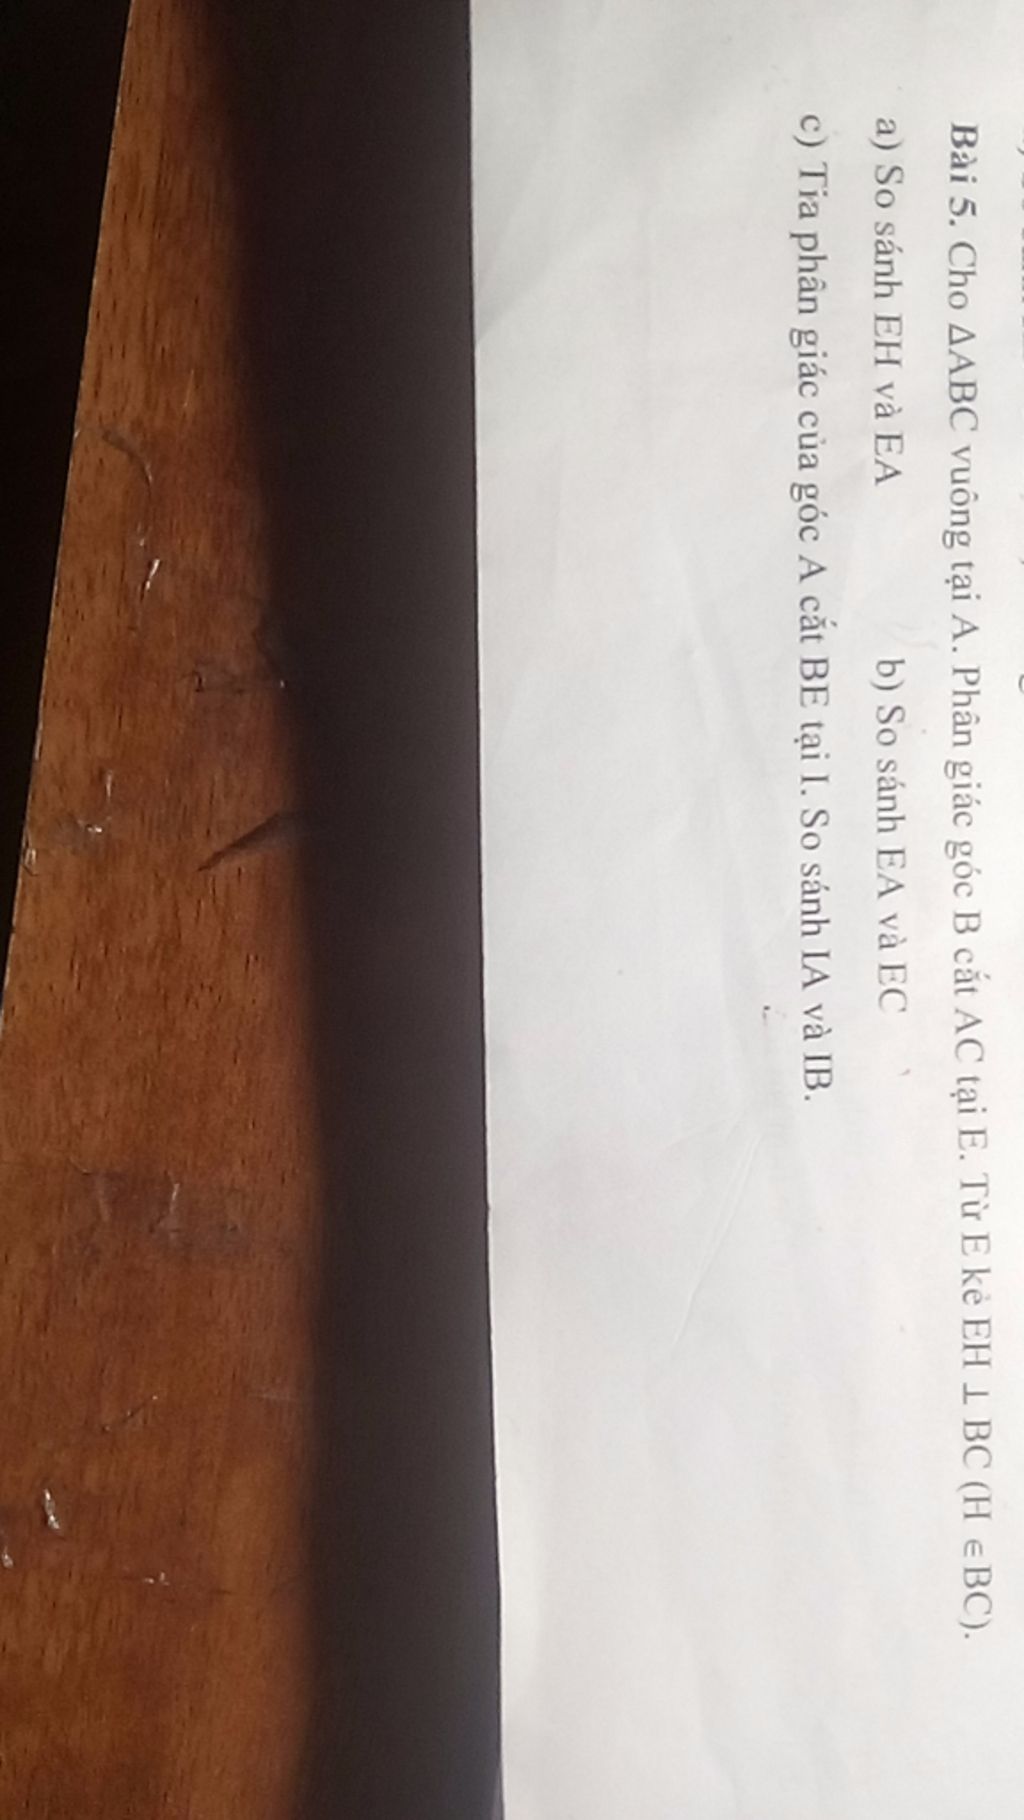 Bài 5. Cho ΔABC vuông tại A. Phân giác góc B cắt AC tại E. Từ E kẻ EH ⊥ BC (H ∈ BC).
a) So sánh EH và EA b) So sánh EA và EC
c) Tia phân giác của góc A cắt BE tại I. So sánh IA và IB.